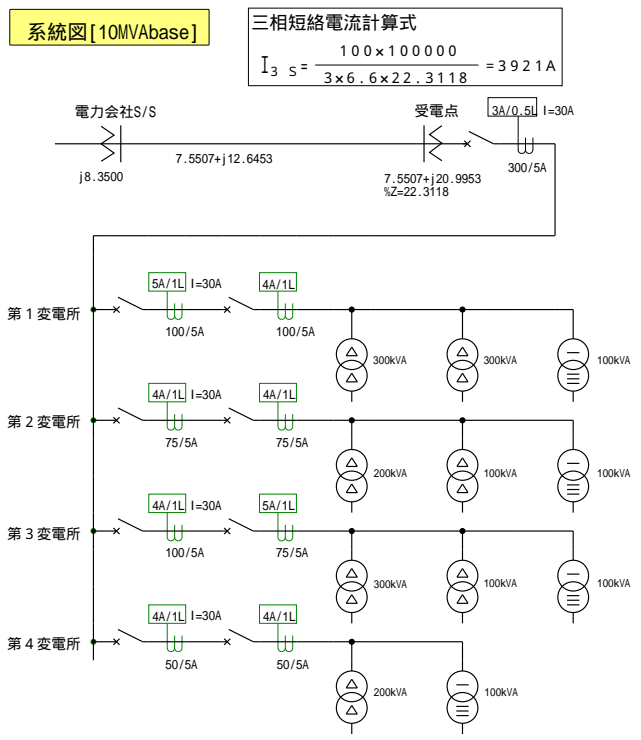 系統図[10MVAbase]
三相短絡電流計算式
I3 S = 100×100000 / 3×6.6×22.3118 = 3921A
電力会社S/S
受電点
3A/0.5L I=30A
7.5507+j12.6453
300/5A
j8.3500
7.5507+j20.9953
%Z=22.3118
5A/1L I=30A 4A/1L
第1変電所
100/5A 100/5A
300kVA 300kVA 100kVA
4A/1L I=30A 4A/1L
第2変電所
75/5A 75/5A
200kVA 100kVA 100kVA
4A/1L I=30A 5A/1L
第3変電所
100/5A 75/5A
300kVA 100kVA 100kVA
4A/1L I=30A 4A/1L
第4変電所
50/5A 50/5A
200kVA 100kVA